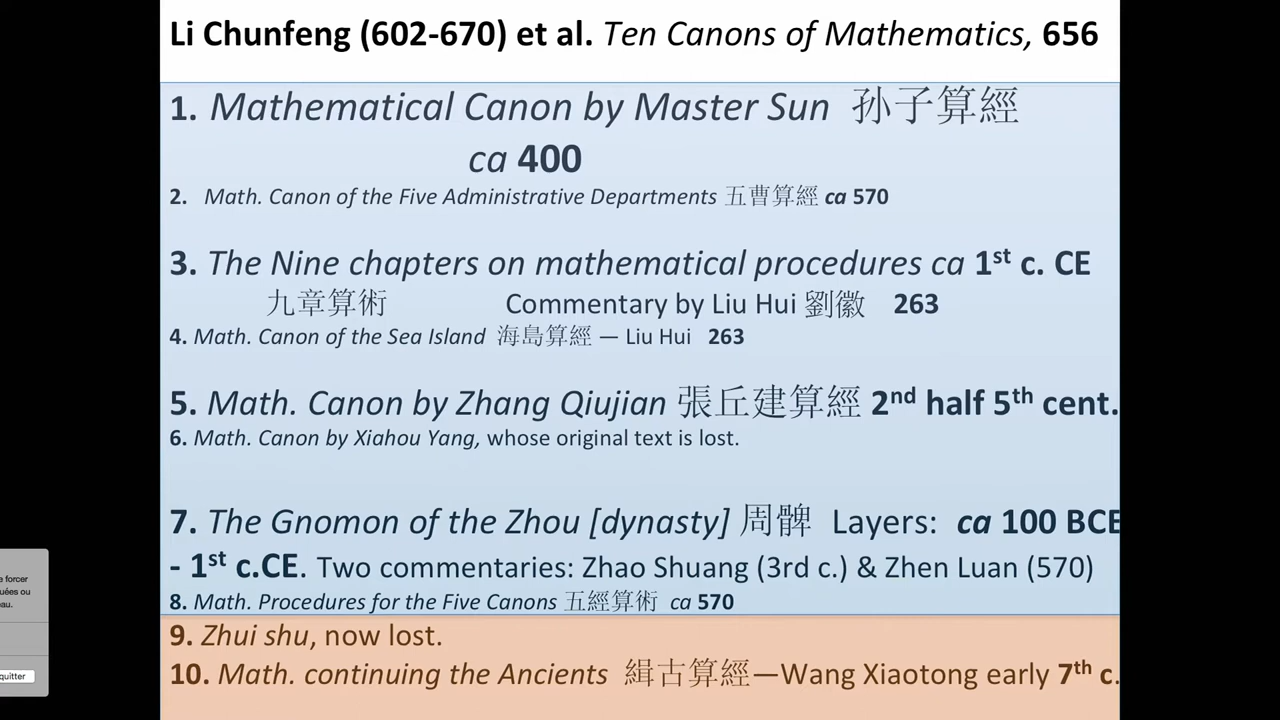 Li Chunfeng (602-670) et al. Ten Canons of Mathematics, 656
1. Mathematical Canon by Master Sun 孙子算經
ca 400
2. Math. Canon of the Five Administrative Departments 五曹算經 ca 570
3. The Nine chapters on mathematical procedures ca 1st c. CE
九章算術 Commentary by Liu Hui 劉徽 263
4. Math. Canon of the Sea Island 海島算經 — Liu Hui 263
5. Math. Canon by Zhang Qiujian 張丘建算經 2nd half 5th cent.
6. Math. Canon by Xiahou Yang, whose original text is lost.
7. The Gnomon of the Zhou [dynasty] 周髀 Layers: ca 100 BCE
- 1st c.CE. Two commentaries: Zhao Shuang (3rd c.) & Zhen Luan (570)
8. Math. Procedures for the Five Canons 五經算術 ca 570
9. Zhui shu, now lost.
10. Math. continuing the Ancients 緝古算經—Wang Xiaotong early 7th c.
e forcer
uées ou
au.
quitter